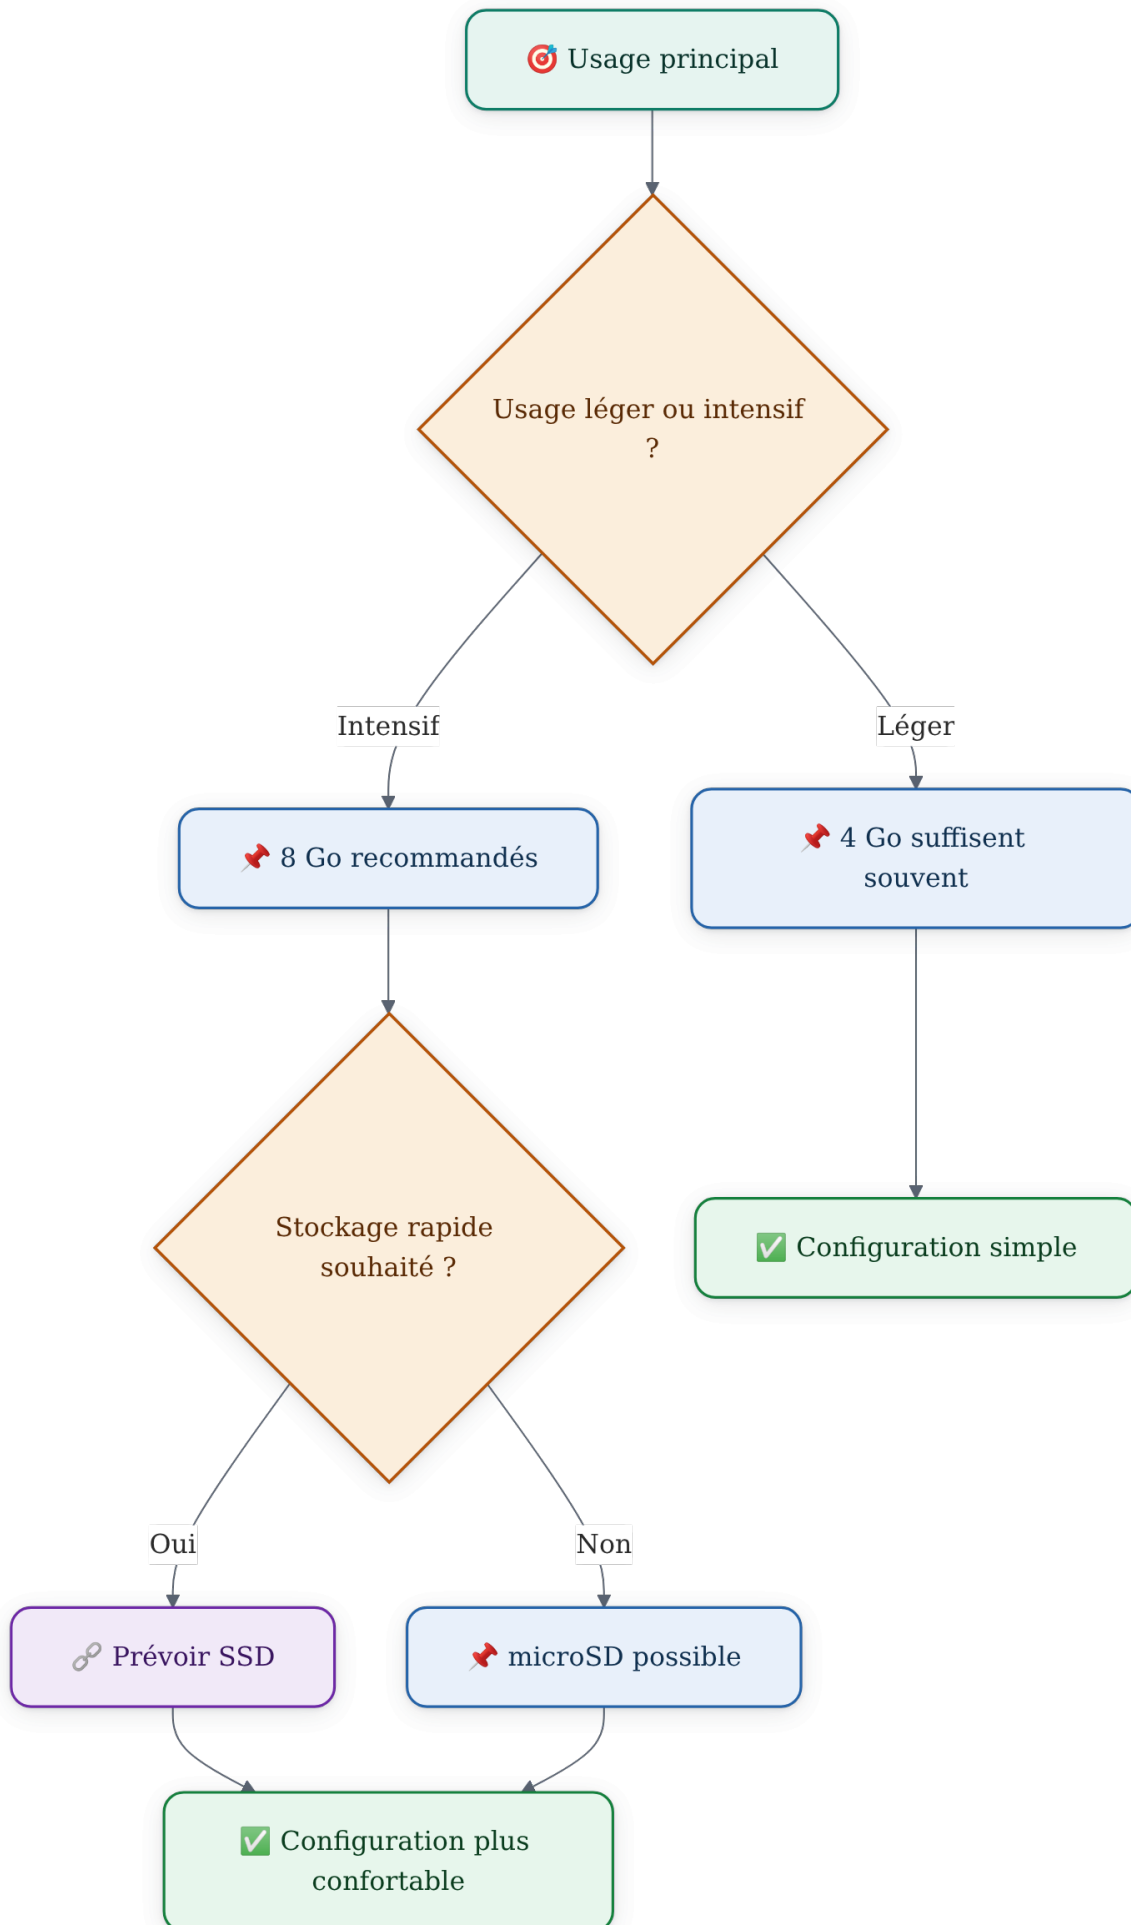 🎯 Usage principal
Usage léger ou intensif
?
Intensif
Léger
📌 8 Go recommandés
📌 4 Go suffisent
souvent
Stockage rapide
souhaité ?
✅ Configuration simple
Oui
Non
🔗 Prévoir SSD
📌 microSD possible
✅ Configuration plus
confortable